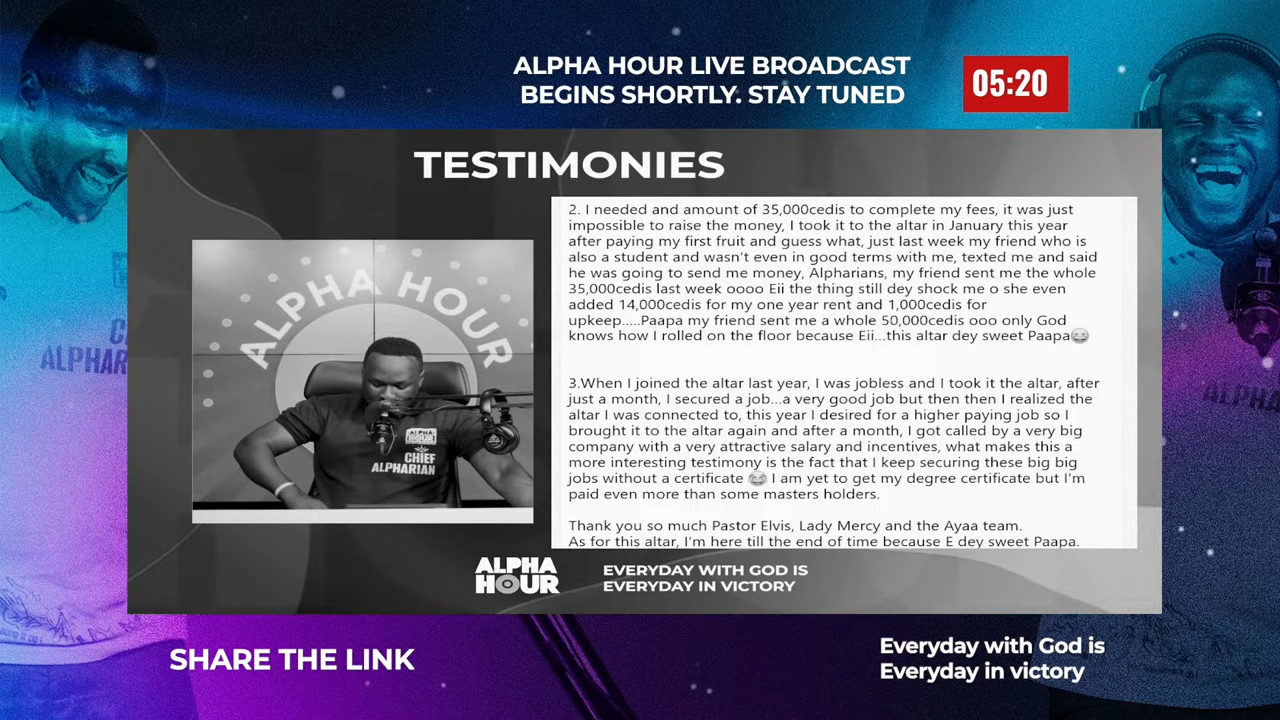 ALPHA HOUR LIVE BROADCAST
BEGINS SHORTLY. STAY TUNED
05:20
TESTIMONIES
ALPHA HOUR
CHIEF
ALPHARIAN
2. I needed and amount of 35,000cedis to complete my fees, it was just
impossible to raise the money, I took it to the altar in January this year
after paying my first fruit and guess what, just last week my friend who is
also a student and wasn't even in good terms with me, texted me and said
he was going to send me money, Alpharians, my friend sent me the whole
35,000cedis last week oooo Eii the thing still dey shock me o she even
added 14,000cedis for my one year rent and 1,000cedis for
upkeep.....Paapa my friend sent me a whole 50,000cedis ooo only God
knows how I rolled on the floor because Eii...this altar dey sweet Paapa😄
3.When I joined the altar last year, I was jobless and I took it the altar, after
just a month, I secured a job...a very good job but then then I realized the
altar I was connected to, this year I desired for a higher paying job so I
brought it to the altar again and after a month, I got called by a very big
company with a very attractive salary and incentives, what makes this a
more interesting testimony is the fact that I keep securing these big big
jobs without a certificate 😂 I am yet to get my degree certificate but I'm
paid even more than some masters holders.
Thank you so much Pastor Elvis, Lady Mercy and the Ayaa team.
As for this altar, I'm here till the end of time because E dey sweet Paapa.
ALPHA
HOUR
EVERYDAY WITH GOD IS
EVERYDAY IN VICTORY
SHARE THE LINK
Everyday with God is
Everyday in victory